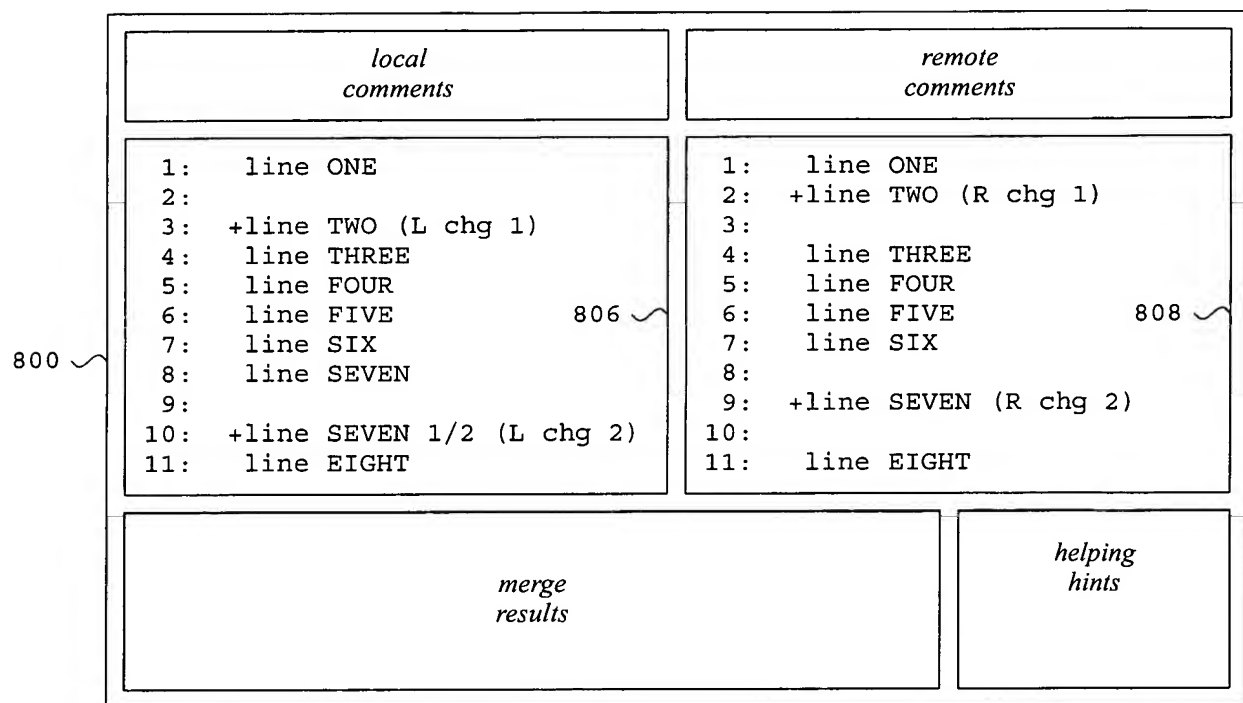 local
comments
remote
comments
1: line ONE
2:
3: +line TWO (L chg 1)
4: line THREE
5: line FOUR
6: line FIVE
7: line SIX
8: line SEVEN
9:
10: +line SEVEN 1/2 (L chg 2)
11: line EIGHT
806
1: line ONE
2: +line TWO (R chg 1)
3:
4: line THREE
5: line FOUR
6: line FIVE
7: line SIX
8:
9: +line SEVEN (R chg 2)
10:
11: line EIGHT
808
800
merge
results
helping
hints